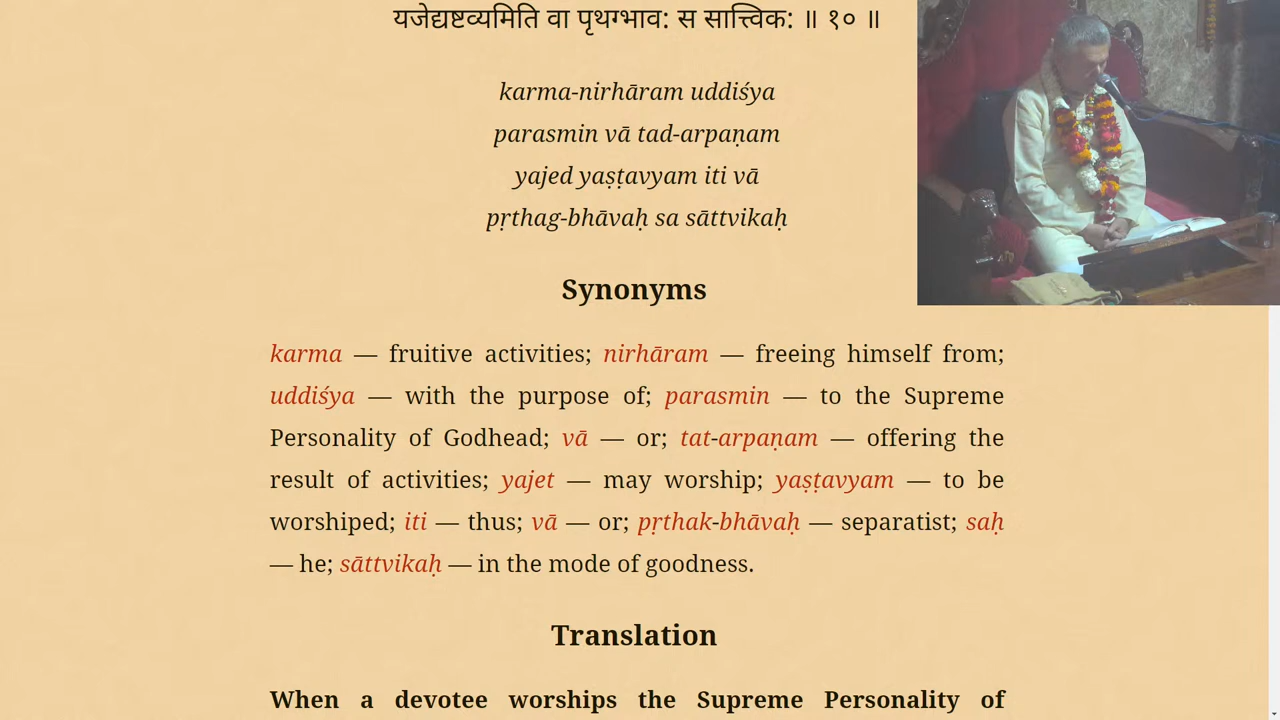 यजेद्यष्टव्यमिति वा पृथग्भाव: स सात्त्विक: ॥ १० ॥
karma-nirhāram uddiśya
parasmin vā tad-arpaṇam
yajed yaṣṭavyam iti vā
pṛthag-bhāvaḥ sa sāttvikaḥ
Synonyms
karma — fruitive activities; nirhāram — freeing himself from;
uddiśya — with the purpose of; parasmin — to the Supreme
Personality of Godhead; vā — or; tat-arpaṇam — offering the
result of activities; yajet — may worship; yaṣṭavyam — to be
worshiped; iti — thus; vā — or; pṛthak-bhāvaḥ — separatist; saḥ
— he; sāttvikaḥ — in the mode of goodness.
Translation
When a devotee worships the Supreme Personality of